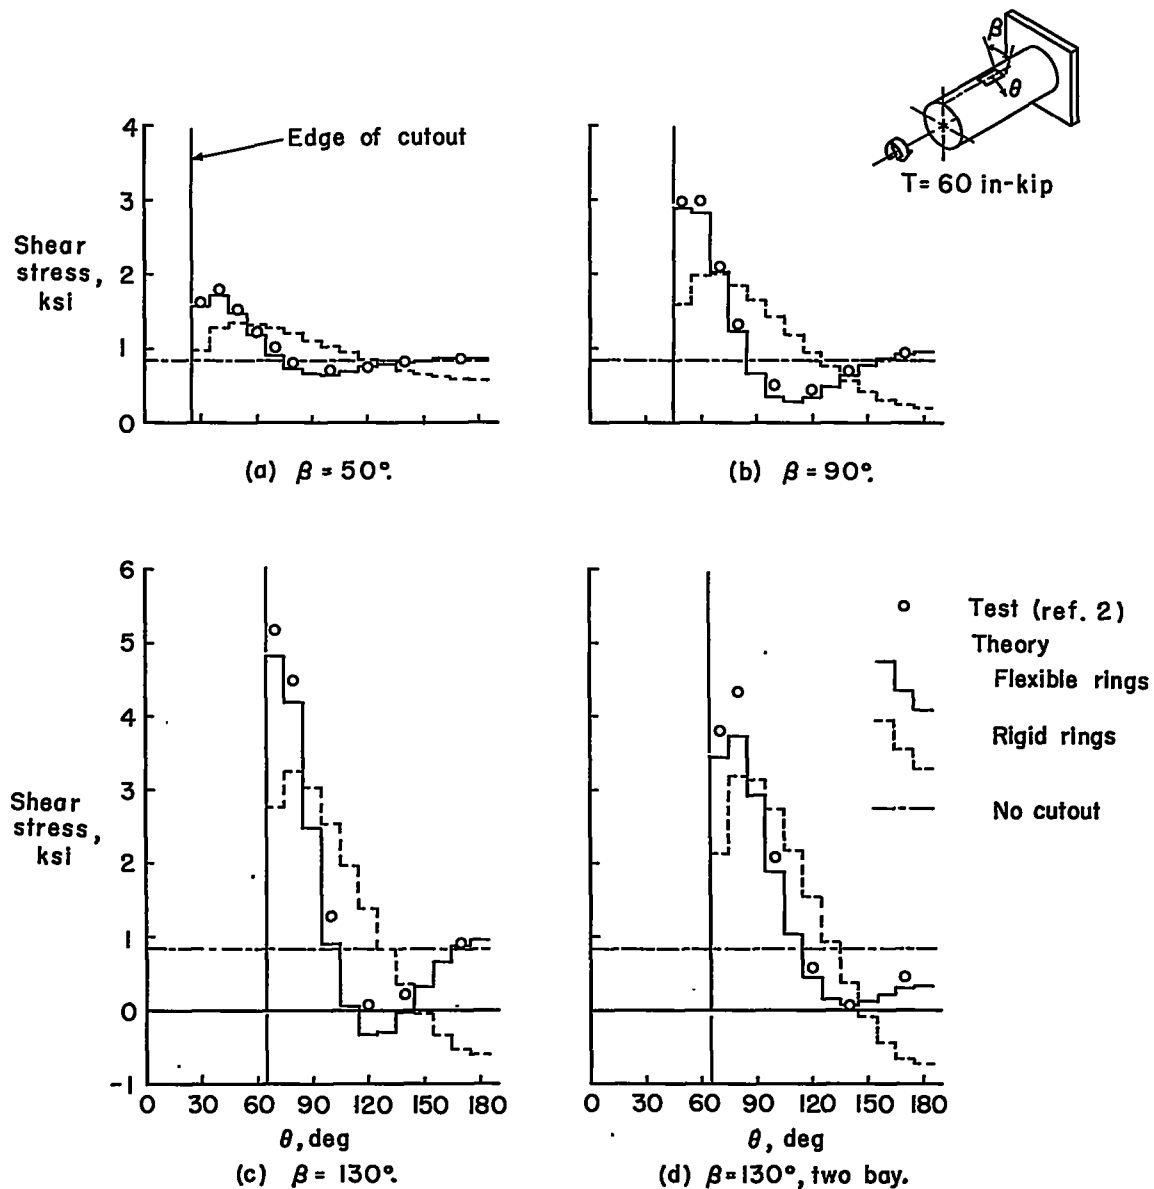 β
θ
T= 60 in-kip
Edge of cutout
4
3
2
1
0
Shear
stress,
ksi
(a) β = 50°.
(b) β = 90°.
6
5
4
3
2
1
0
-1
Shear
stress,
ksi
0 30 60 90 120 150 180
θ, deg
(c) β = 130°.
0 30 60 90 120 150 180
θ, deg
(d) β=130°, two bay.
Test (ref. 2)
Theory
Flexible rings
Rigid rings
No cutout